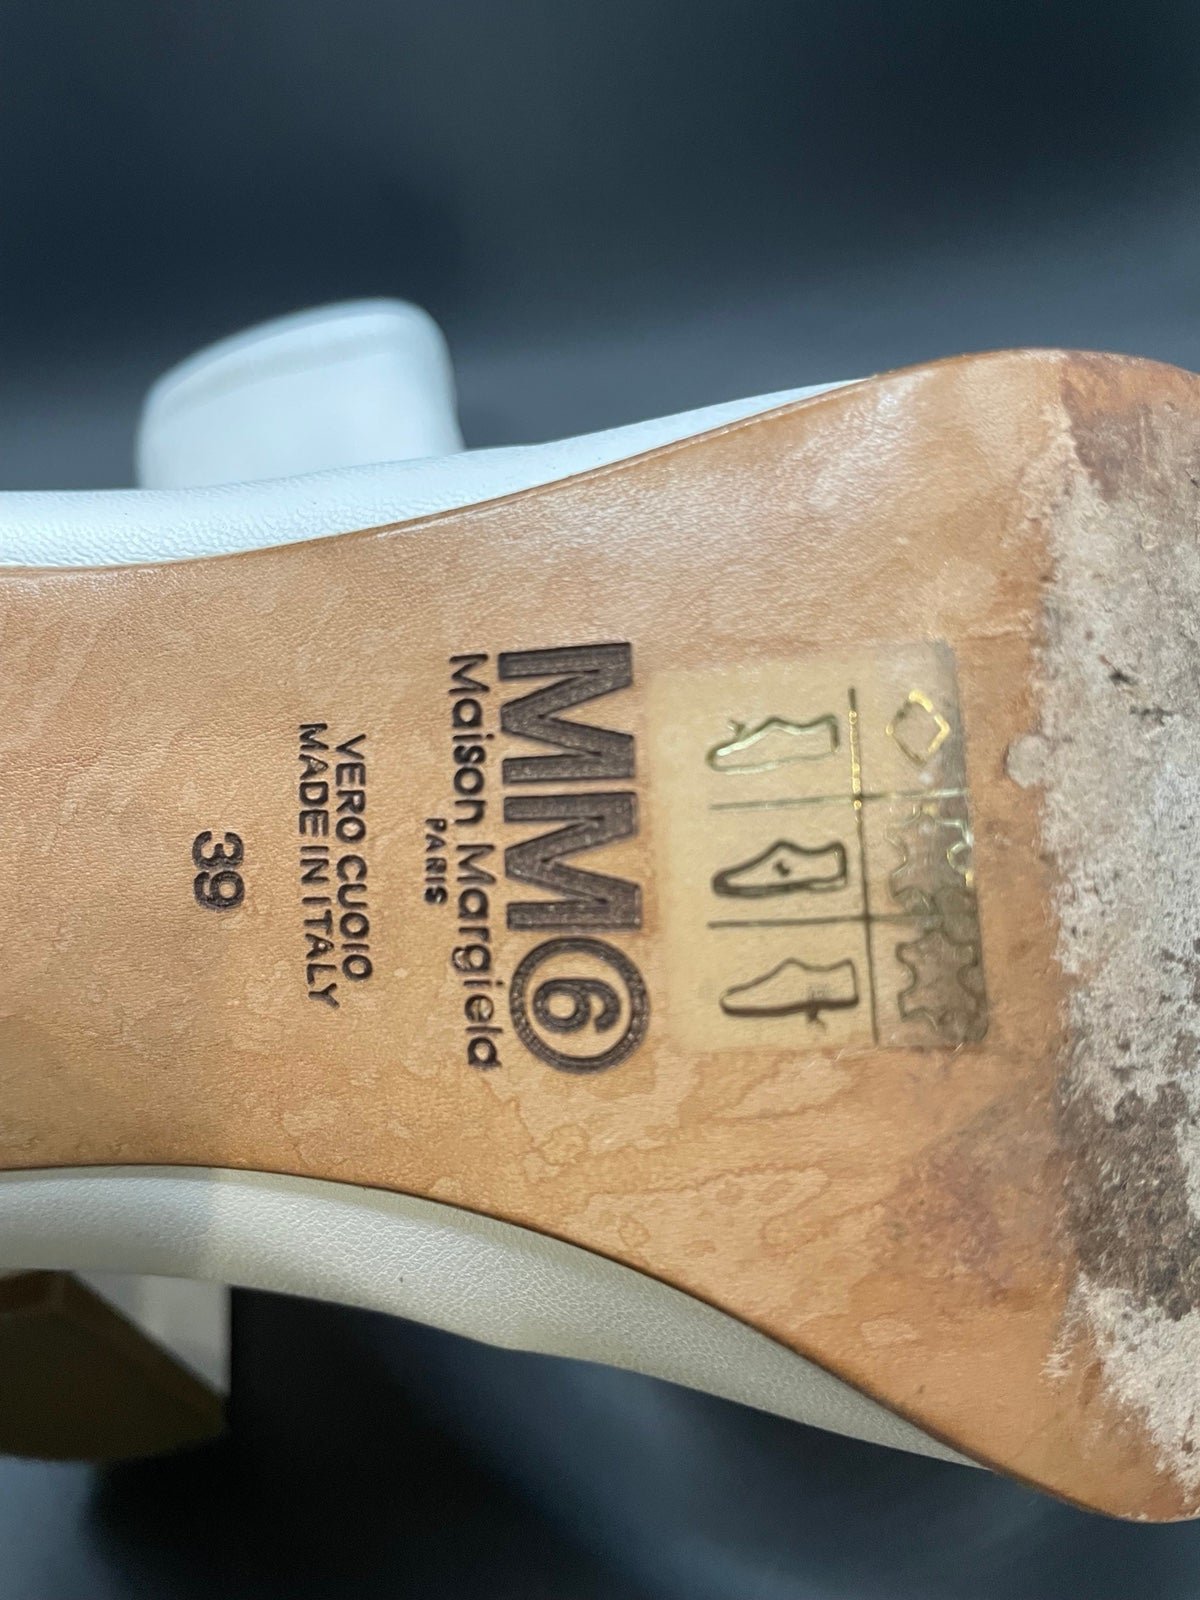 MM⑥
Maison Margiela
PARIS
VERO CUOIO
MADE IN ITALY
39